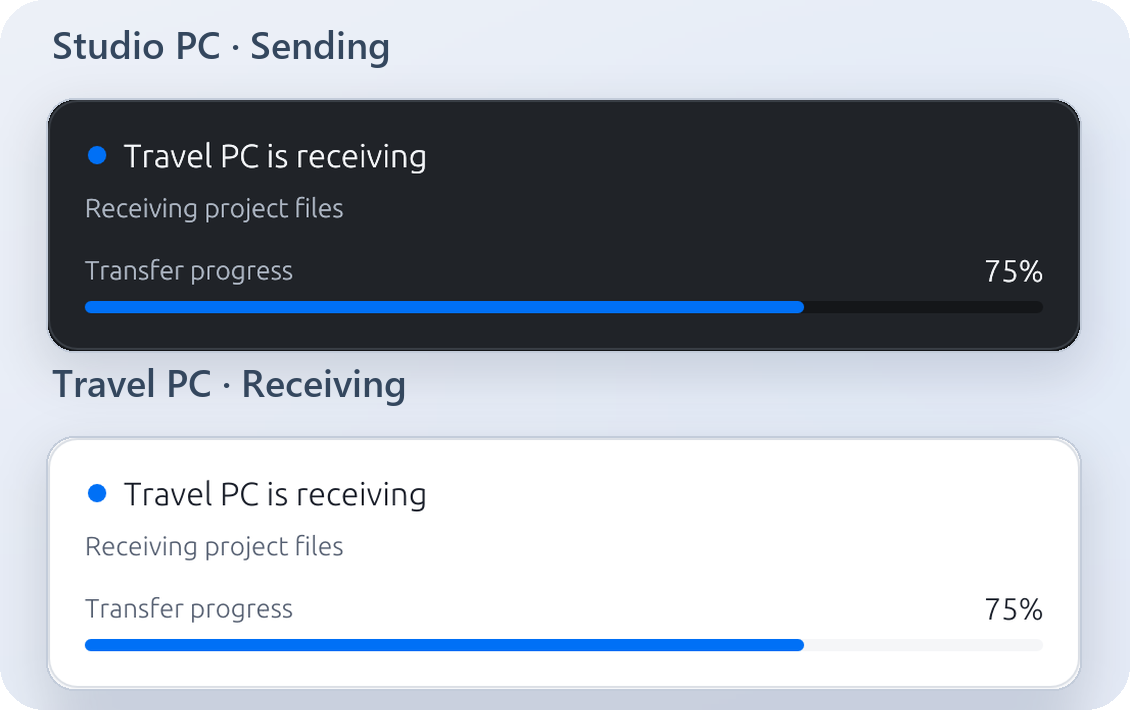 Studio PC · Sending
Travel PC is receiving
Receiving project files
Transfer progress 75%
Travel PC · Receiving
Travel PC is receiving
Receiving project files
Transfer progress 75%